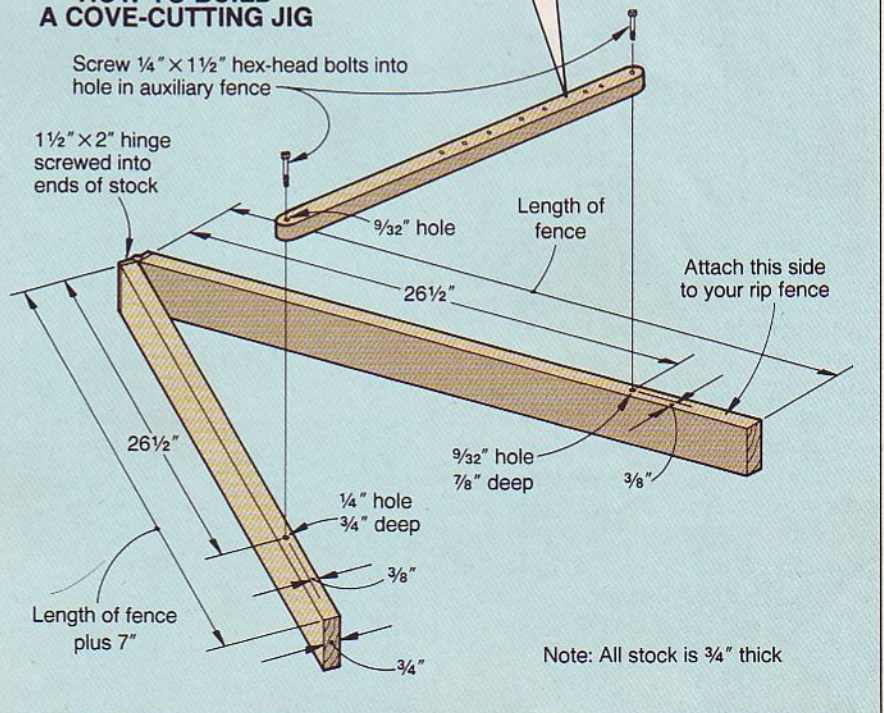 A COVE-CUTTING JIG
Screw ¼″ × 1½″ hex-head bolts into
hole in auxiliary fence
1½″ × 2″ hinge
screwed into
ends of stock
9/32″ hole
Length of
fence
Attach this side
to your rip fence
26½″
26½″
9/32″ hole
⅞″ deep
⅜″
¼″ hole
¾″ deep
⅜″
Length of fence
plus 7″
¾″
Note: All stock is ¾″ thick